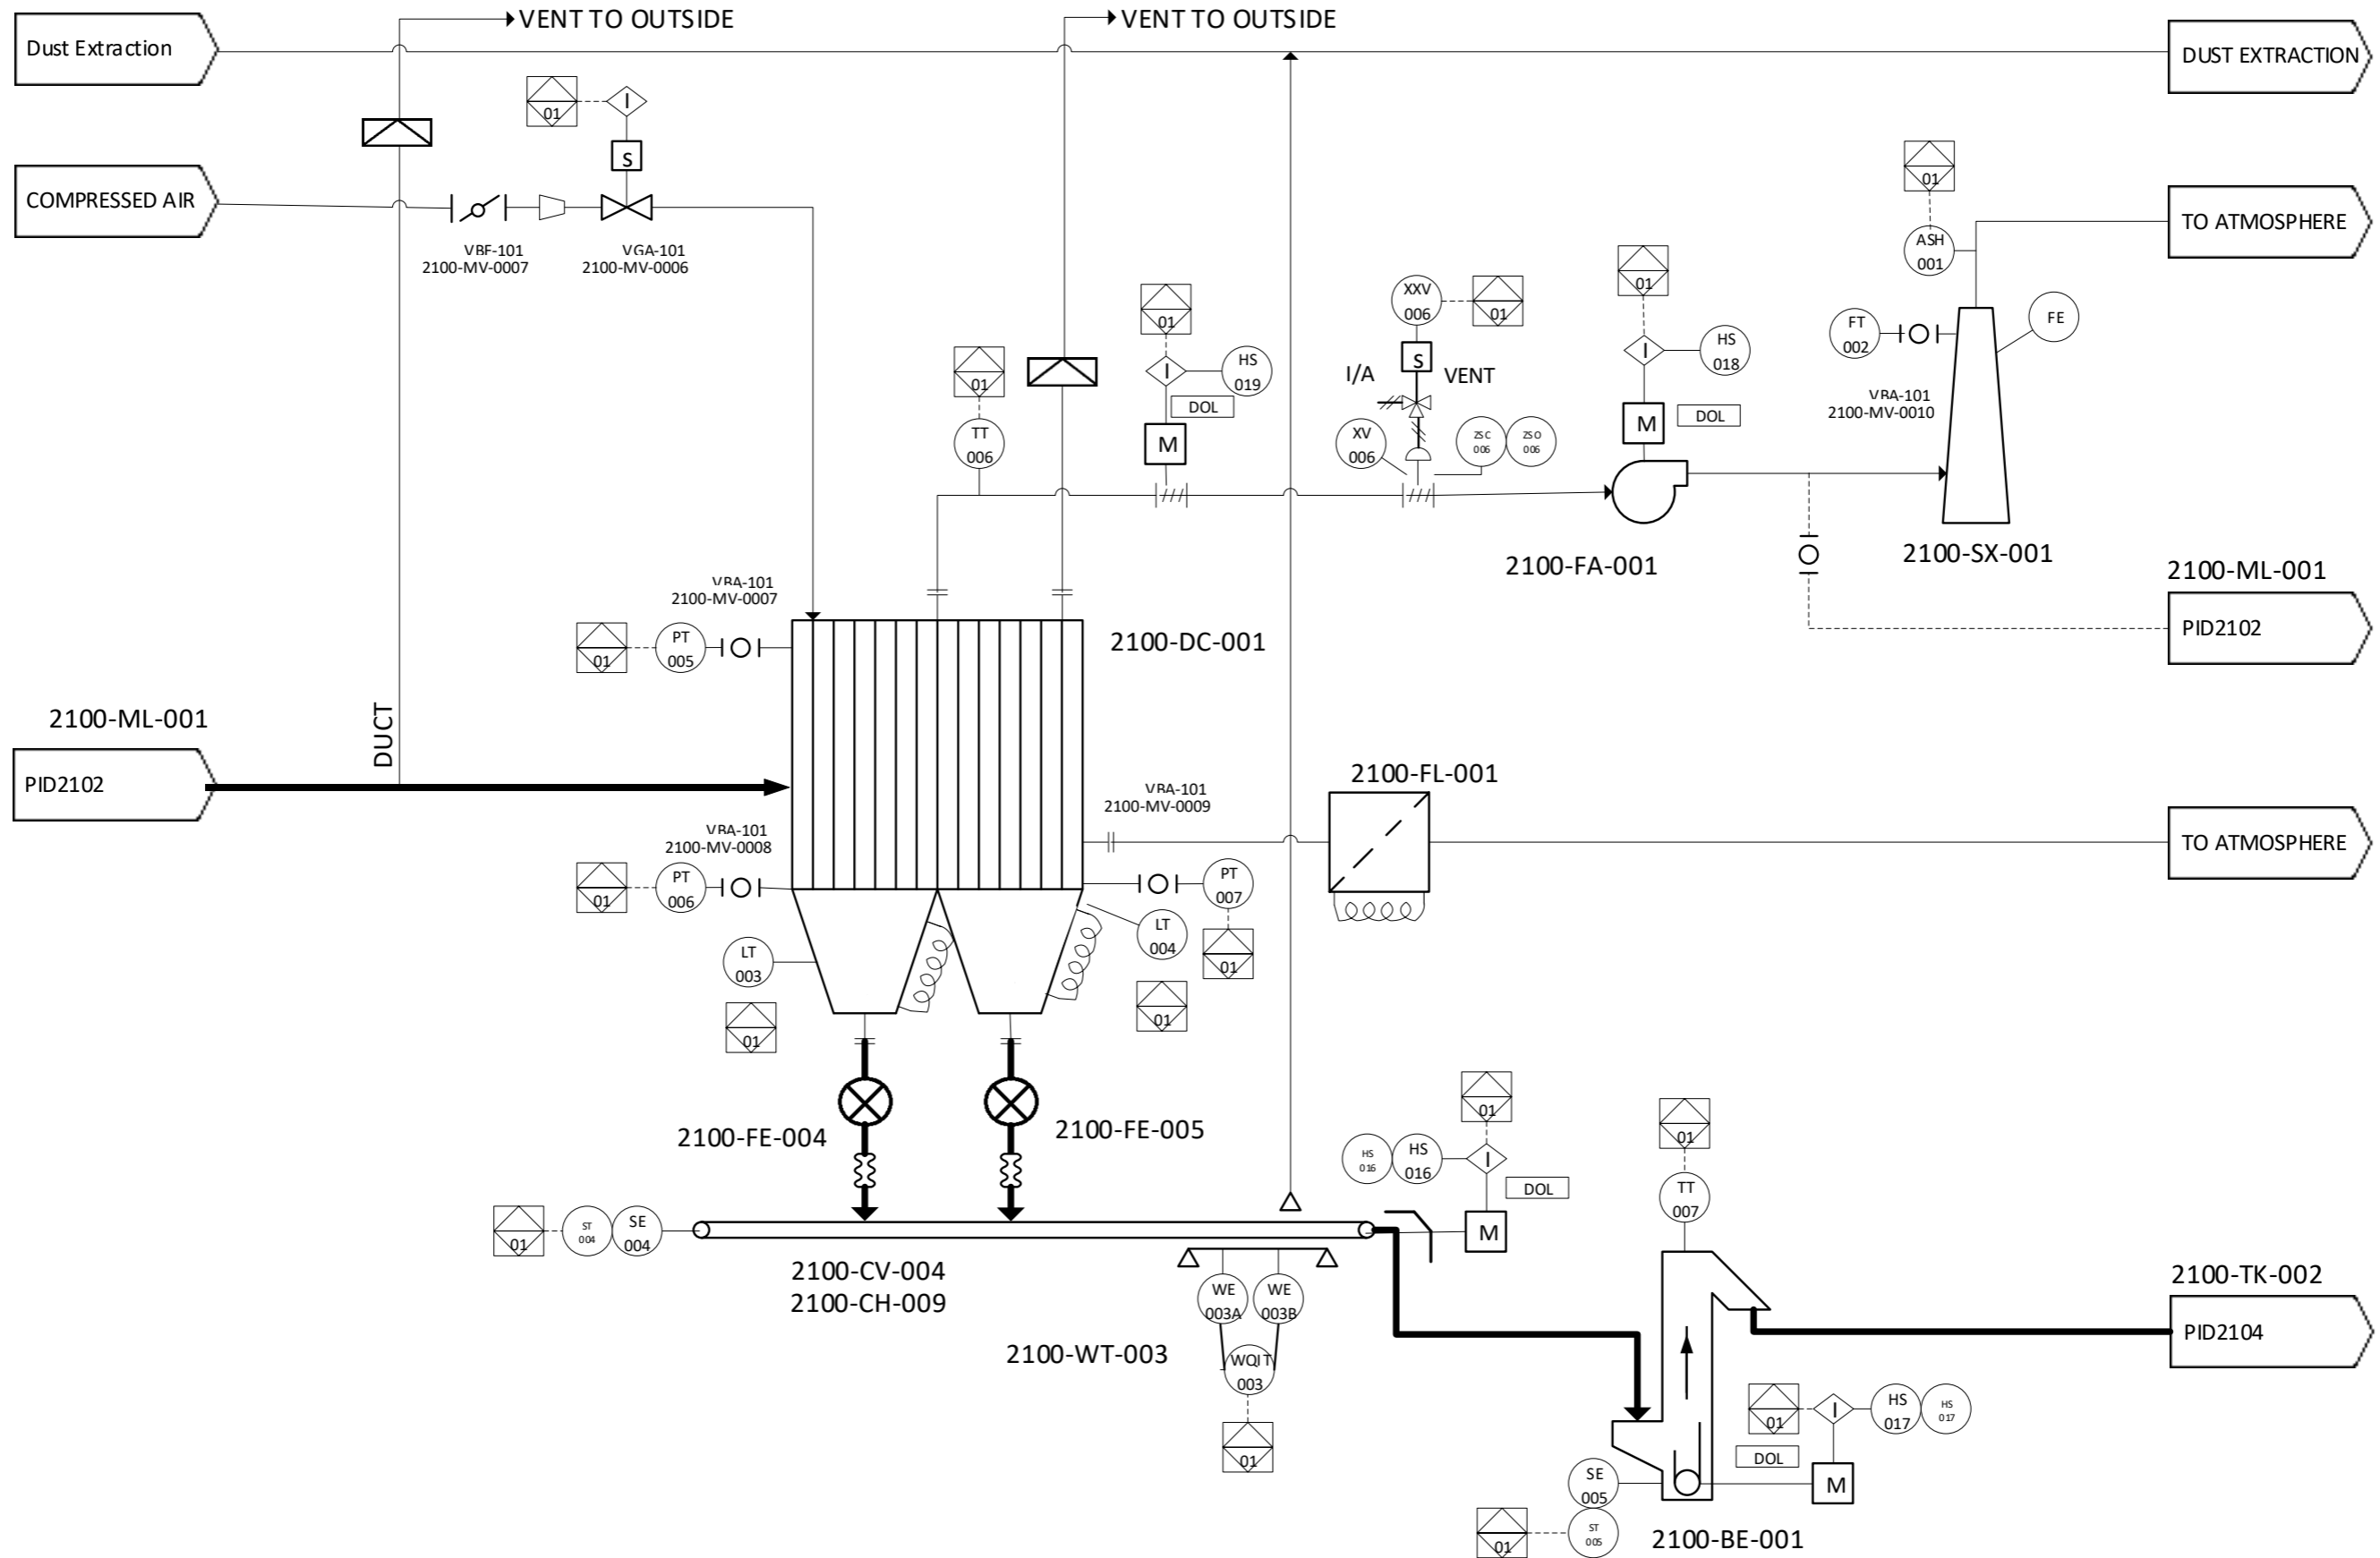 VENT TO OUTSIDE
VENT TO OUTSIDE
Dust Extraction
DUST EXTRACTION
01
I
S
COMPRESSED AIR
VBF-101
2100-MV-0007
VGA-101
2100-MV-0006
01
ASH
001
TO ATMOSPHERE
01
I
HS
019
DOL
M
01
TT
006
XXV
006
01
S
I/A
VENT
XV
006
ZSC
006
ZSO
006
01
I
HS
018
M
DOL
FT
002
FE
VBA-101
2100-MV-0010
2100-FA-001
2100-SX-001
2100-ML-001
PID2102
VBA-101
2100-MV-0007
01
PT
005
2100-DC-001
2100-ML-001
PID2102
DUCT
VBA-101
2100-MV-0009
2100-FL-001
TO ATMOSPHERE
VBA-101
2100-MV-0008
01
PT
006
PT
007
01
LT
003
01
LT
004
01
2100-FE-004
2100-FE-005
01
HS
016
HS
016
I
DOL
M
01
ST
004
SE
004
2100-CV-004
2100-CH-009
2100-WT-003
WE
003A
WE
003B
WQIT
003
01
01
TT
007
2100-TK-002
PID2104
01
I
HS
017
HS
017
DOL
M
SE
005
01
ST
005
2100-BE-001